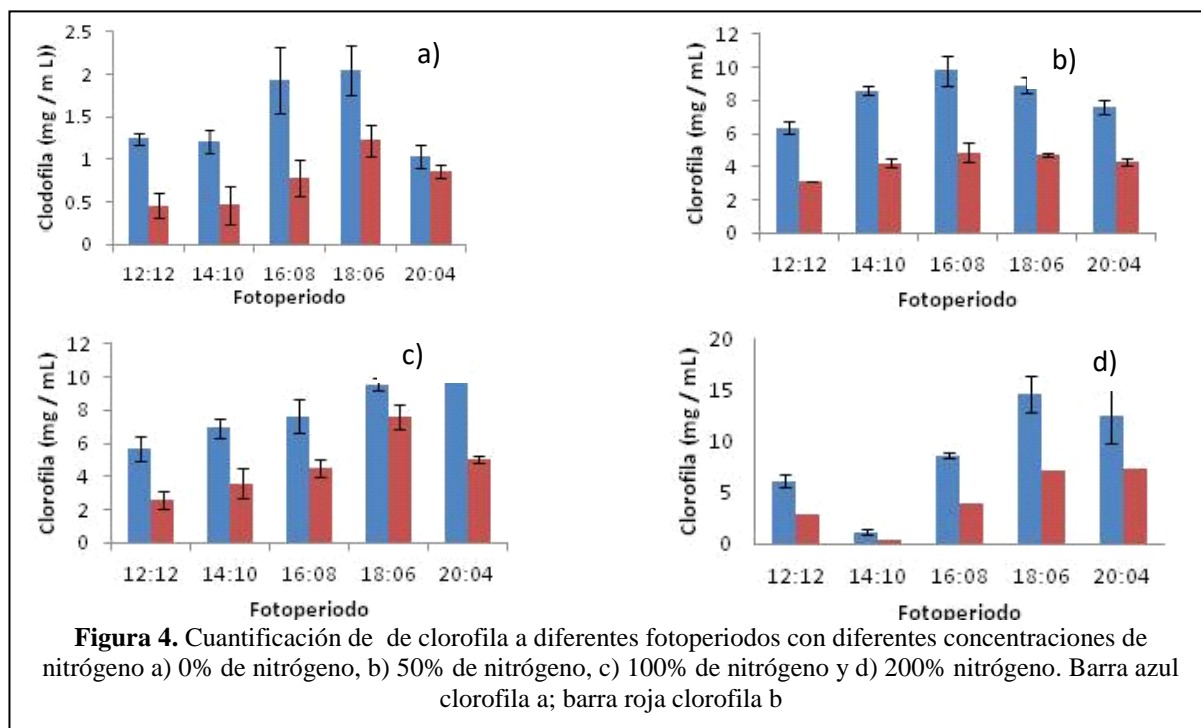 a)
2.5
2
1.5
1
0.5
0
Clodofila (mg / m L))
12:12 14:10 16:08 18:06 20:04
Fotoperiodo
b)
12
10
8
6
4
2
0
Clorofila (mg / mL)
12:12 14:10 16:08 18:06 20:04
Fotoperiodo
c)
12
10
8
6
4
2
0
Clorofila (mg / mL)
12:12 14:10 16:08 18:06 20:04
Fotoperiodo
d)
20
15
10
5
0
Clorofila (mg / mL)
12:12 14:10 16:08 18:06 20:04
Fotoperiodo
Figura 4. Cuantificación de de clorofila a diferentes fotoperiodos con diferentes concentraciones de
nitrógeno a) 0% de nitrógeno, b) 50% de nitrógeno, c) 100% de nitrógeno y d) 200% nitrógeno. Barra azul
clorofila a; barra roja clorofila b